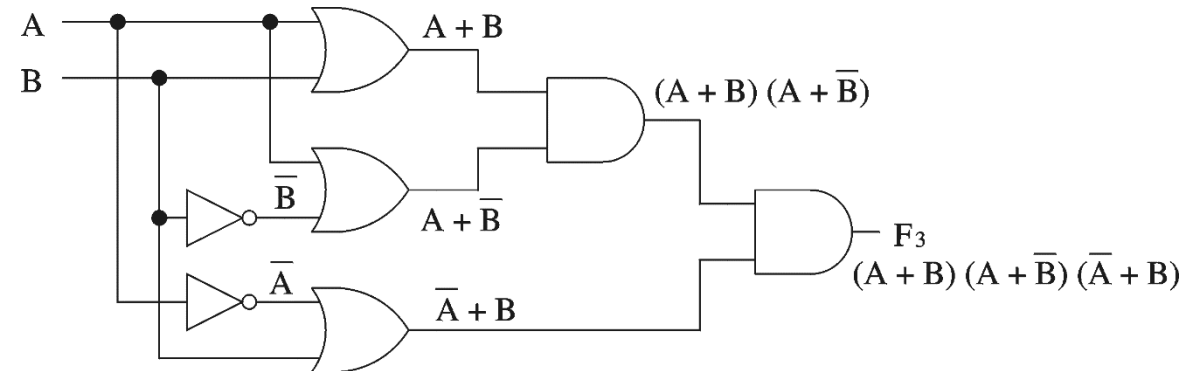 A
B
A + B
(A + B) (A + B̅)
B̅
A + B̅
A̅
A̅ + B
F₃
(A + B) (A + B̅) (A̅ + B)